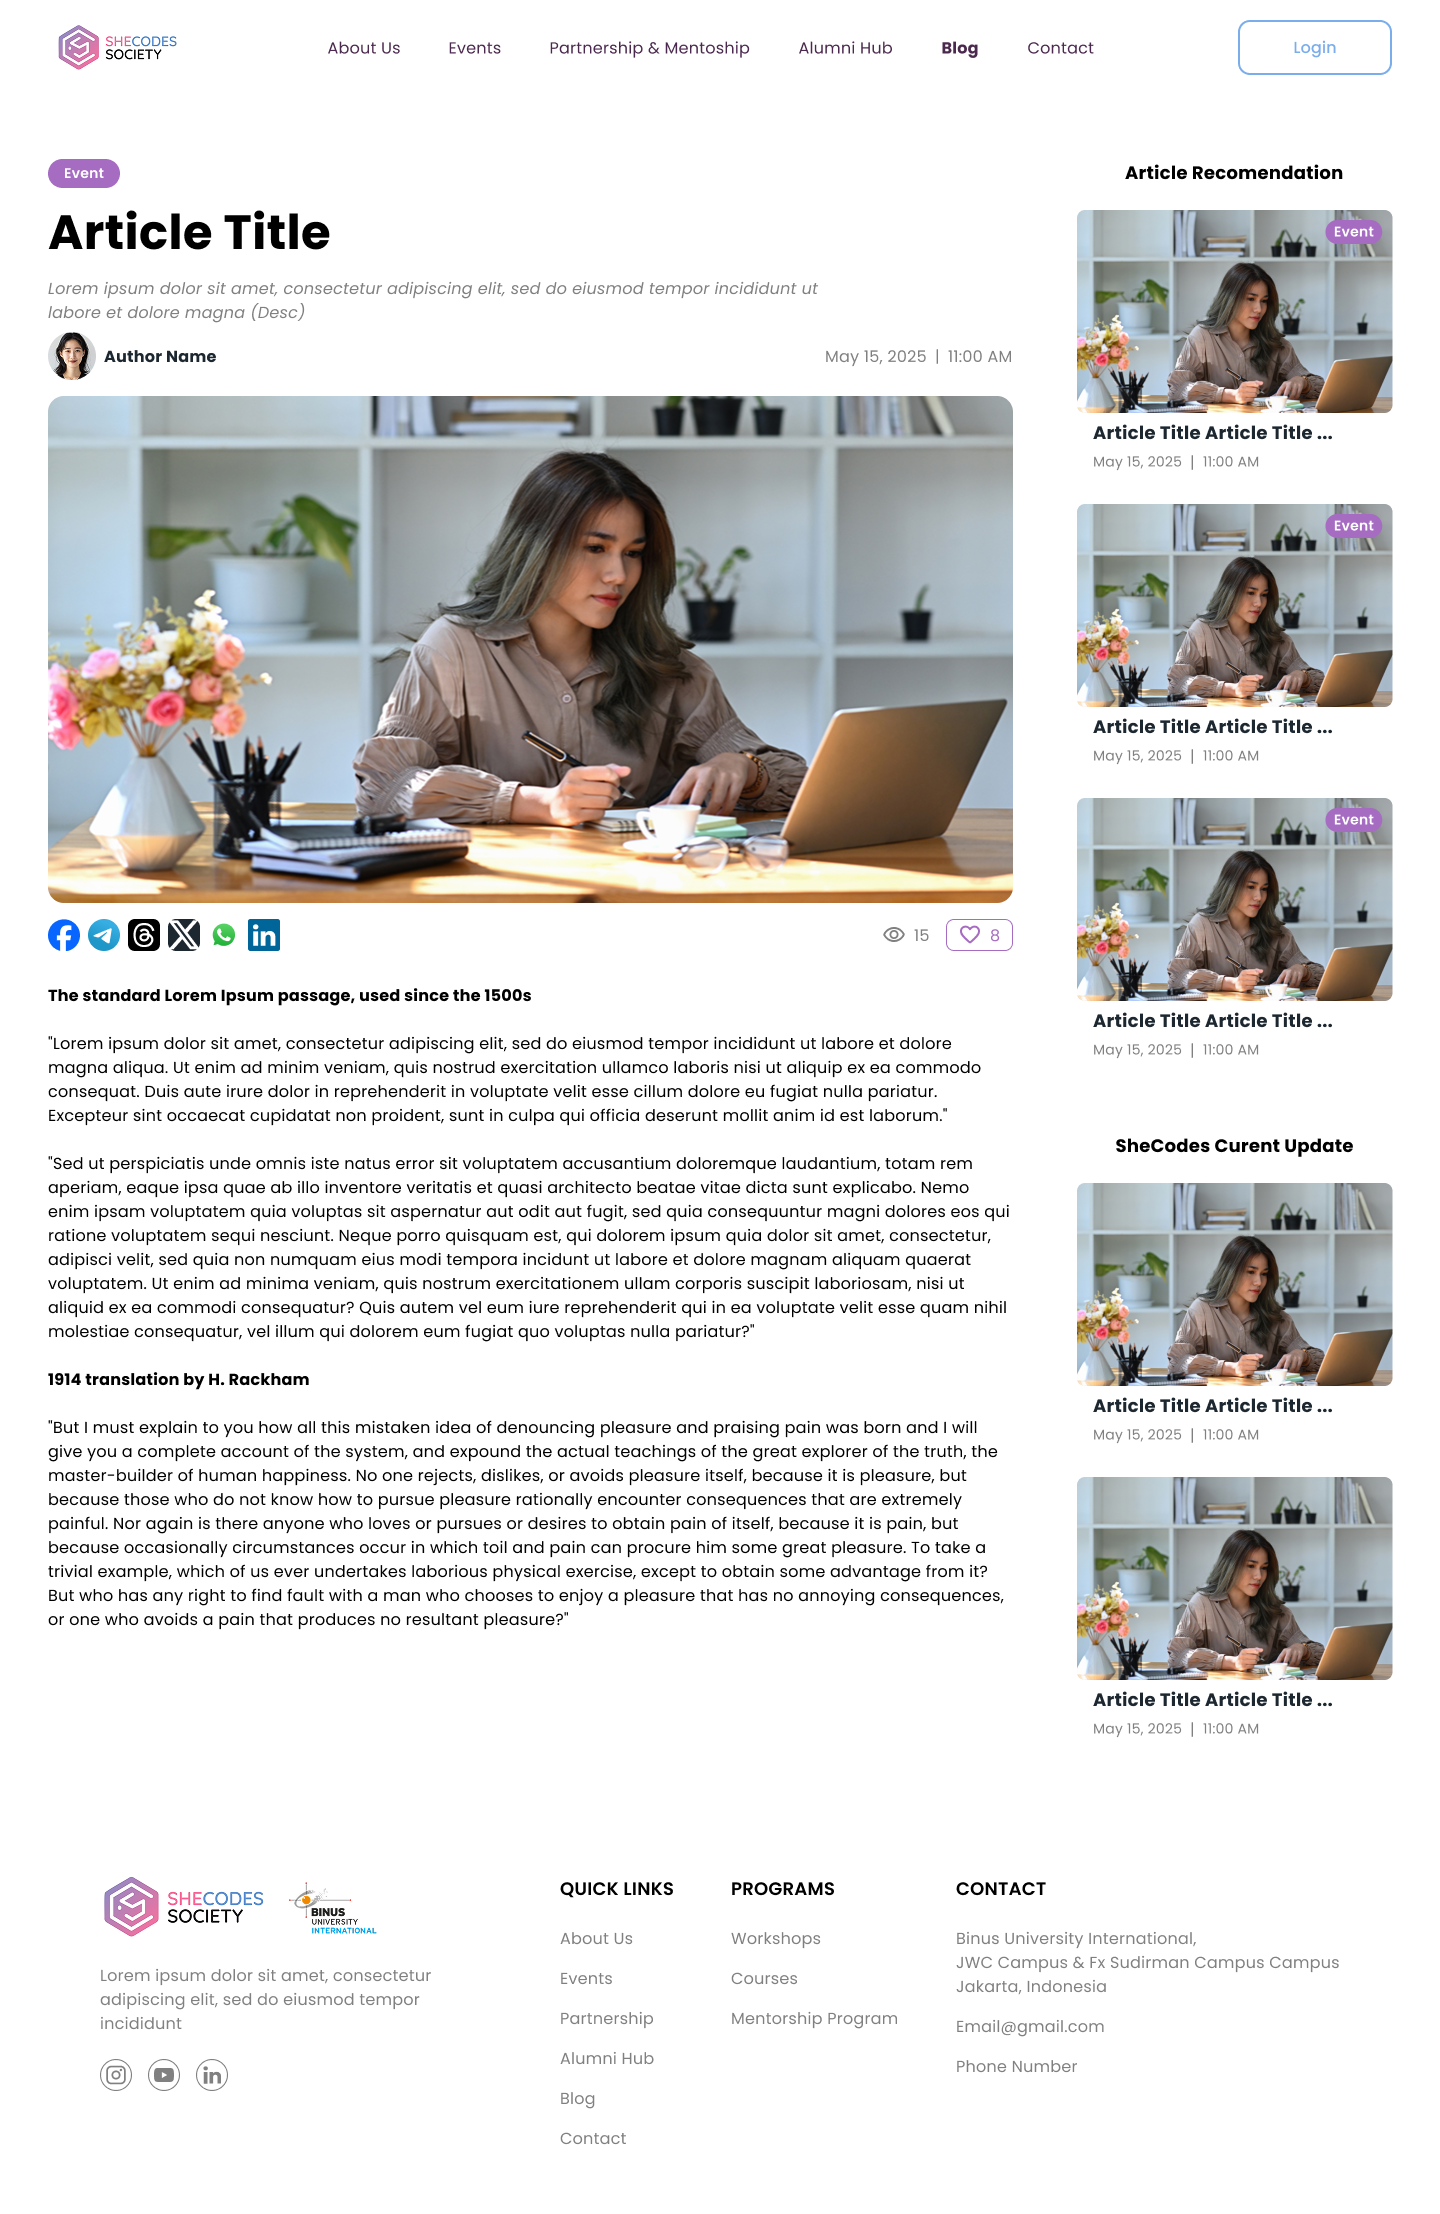 SHECODES
SOCIETY
About Us
Events
Partnership & Mentoship
Alumni Hub
Blog
Contact
Login
Event
Article Title
Lorem ipsum dolor sit amet, consectetur adipiscing elit, sed do eiusmod tempor incididunt ut
labore et dolore magna (Desc)
Author Name
May 15, 2025 | 11:00 AM
15
8
The standard Lorem Ipsum passage, used since the 1500s
"Lorem ipsum dolor sit amet, consectetur adipiscing elit, sed do eiusmod tempor incididunt ut labore et dolore
magna aliqua. Ut enim ad minim veniam, quis nostrud exercitation ullamco laboris nisi ut aliquip ex ea commodo
consequat. Duis aute irure dolor in reprehenderit in voluptate velit esse cillum dolore eu fugiat nulla pariatur.
Excepteur sint occaecat cupidatat non proident, sunt in culpa qui officia deserunt mollit anim id est laborum."
"Sed ut perspiciatis unde omnis iste natus error sit voluptatem accusantium doloremque laudantium, totam rem
aperiam, eaque ipsa quae ab illo inventore veritatis et quasi architecto beatae vitae dicta sunt explicabo. Nemo
enim ipsam voluptatem quia voluptas sit aspernatur aut odit aut fugit, sed quia consequuntur magni dolores eos qui
ratione voluptatem sequi nesciunt. Neque porro quisquam est, qui dolorem ipsum quia dolor sit amet, consectetur,
adipisci velit, sed quia non numquam eius modi tempora incidunt ut labore et dolore magnam aliquam quaerat
voluptatem. Ut enim ad minima veniam, quis nostrum exercitationem ullam corporis suscipit laboriosam, nisi ut
aliquid ex ea commodi consequatur? Quis autem vel eum iure reprehenderit qui in ea voluptate velit esse quam nihil
molestiae consequatur, vel illum qui dolorem eum fugiat quo voluptas nulla pariatur?"
1914 translation by H. Rackham
"But I must explain to you how all this mistaken idea of denouncing pleasure and praising pain was born and I will
give you a complete account of the system, and expound the actual teachings of the great explorer of the truth, the
master-builder of human happiness. No one rejects, dislikes, or avoids pleasure itself, because it is pleasure, but
because those who do not know how to pursue pleasure rationally encounter consequences that are extremely
painful. Nor again is there anyone who loves or pursues or desires to obtain pain of itself, because it is pain, but
because occasionally circumstances occur in which toil and pain can procure him some great pleasure. To take a
trivial example, which of us ever undertakes laborious physical exercise, except to obtain some advantage from it?
But who has any right to find fault with a man who chooses to enjoy a pleasure that has no annoying consequences,
or one who avoids a pain that produces no resultant pleasure?"
Article Recomendation
Event
Article Title Article Title ...
May 15, 2025 | 11:00 AM
Event
Article Title Article Title ...
May 15, 2025 | 11:00 AM
Event
Article Title Article Title ...
May 15, 2025 | 11:00 AM
SheCodes Curent Update
Article Title Article Title ...
May 15, 2025 | 11:00 AM
Article Title Article Title ...
May 15, 2025 | 11:00 AM
SHECODES
SOCIETY
BINUS
UNIVERSITY
INTERNATIONAL
Lorem ipsum dolor sit amet, consectetur
adipiscing elit, sed do eiusmod tempor
incididunt
QUICK LINKS
About Us
Events
Partnership
Alumni Hub
Blog
Contact
PROGRAMS
Workshops
Courses
Mentorship Program
CONTACT
Binus University International,
JWC Campus & Fx Sudirman Campus Campus
Jakarta, Indonesia
Email@gmail.com
Phone Number